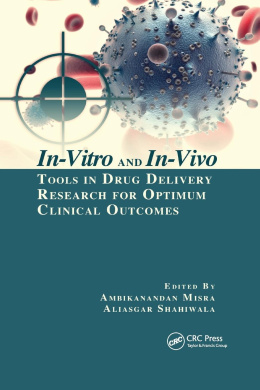 In-Vitro AND In-Vivo
TOOLS IN DRUG DELIVERY
RESEARCH FOR OPTIMUM
CLINICAL OUTCOMES
EDITED BY
AMBIKANANDAN MISRA
ALIASGAR SHAHIWALA
CRC
CRC Press
Taylor & Francis Group